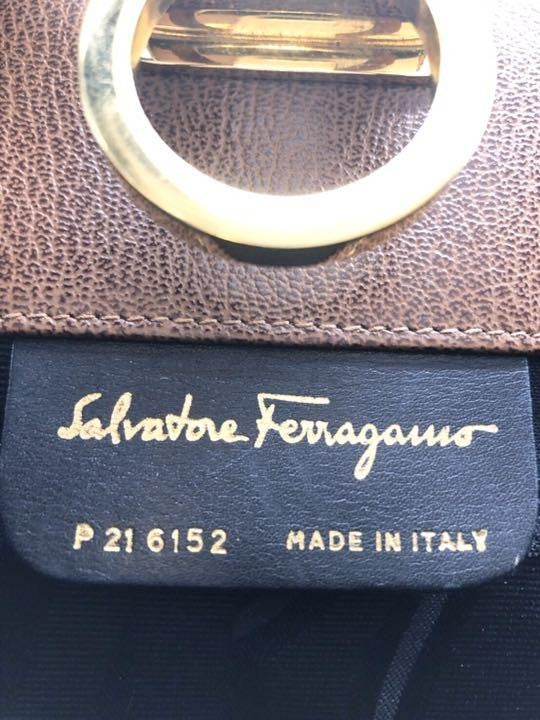 Salvatore Ferragamo
P 21 6152 MADE IN ITALY